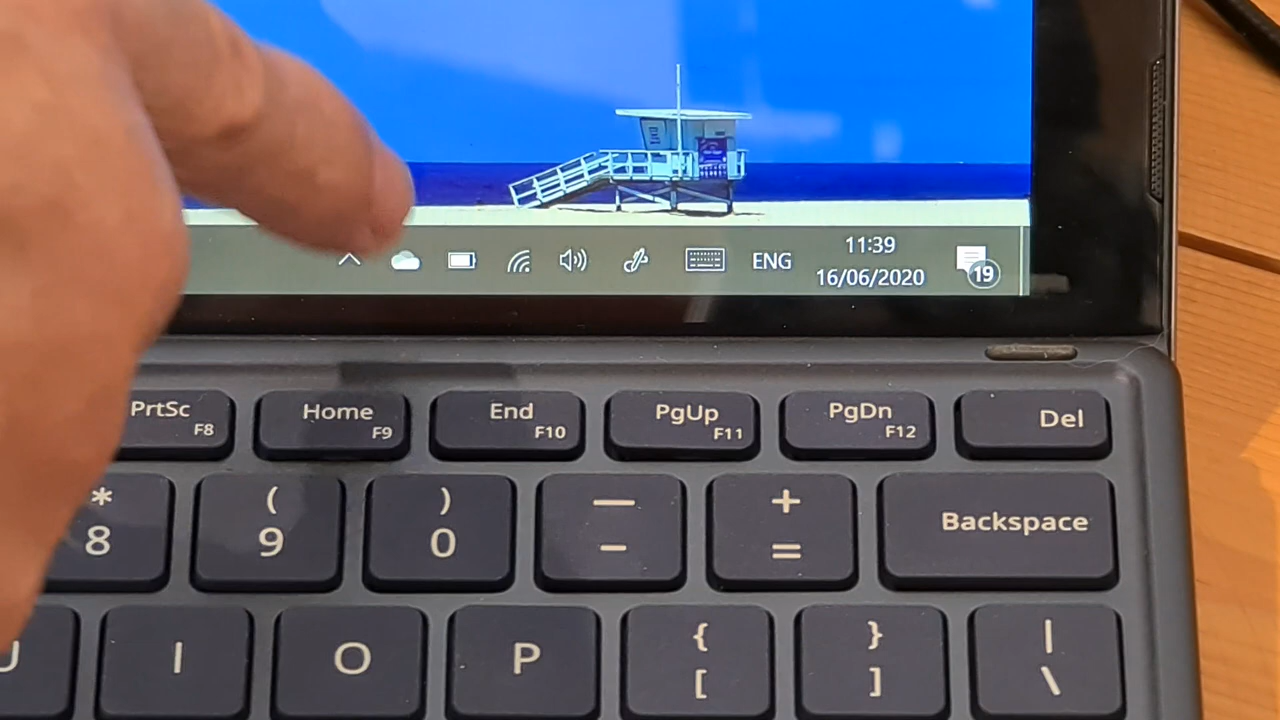 ENG
11:39
16/06/2020
19
PrtSc
F8
Home
F9
End
F10
PgUp
F11
PgDn
F12
Del
*
8
(
9
)
0
—
-
+
=
Backspace
U
I
O
P
{
[
}
]
|
\